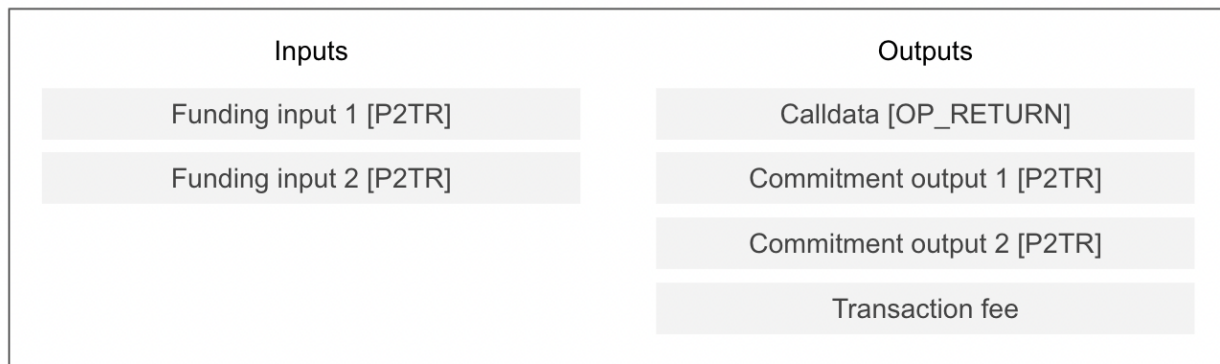 Inputs
Funding input 1 [P2TR]
Funding input 2 [P2TR]
Outputs
Calldata [OP_RETURN]
Commitment output 1 [P2TR]
Commitment output 2 [P2TR]
Transaction fee